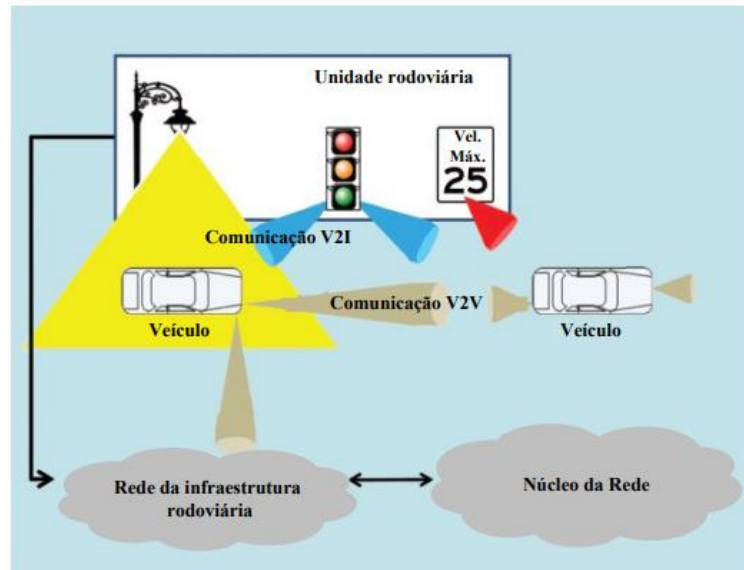 Unidade rodoviária
Vel.
Máx.
25
Comunicação V2I
Comunicação V2V
Veículo
Veículo
Rede da infraestrutura
rodoviária
Núcleo da Rede